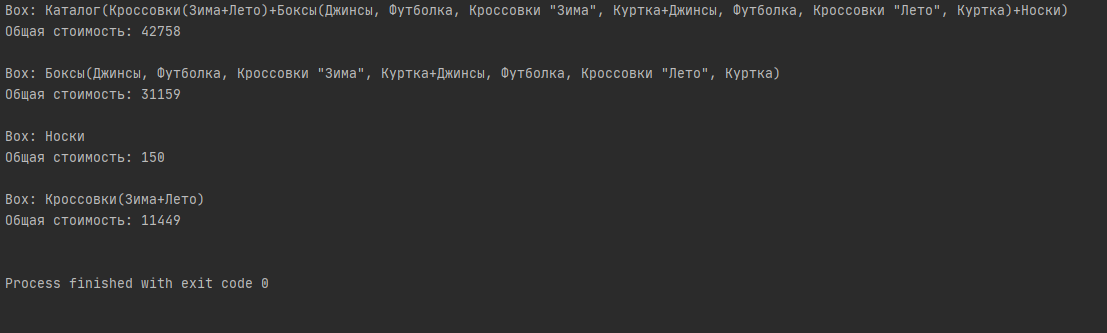 Box: Каталог(Кроссовки(Зима+Лето)+Боксы(Джинсы, Футболка, Кроссовки "Зима", Куртка+Джинсы, Футболка, Кроссовки "Лето", Куртка)+Носки)
Общая стоимость: 42758
Box: Боксы(Джинсы, Футболка, Кроссовки "Зима", Куртка+Джинсы, Футболка, Кроссовки "Лето", Куртка)
Общая стоимость: 31159
Box: Носки
Общая стоимость: 150
Box: Кроссовки(Зима+Лето)
Общая стоимость: 11449
Process finished with exit code 0